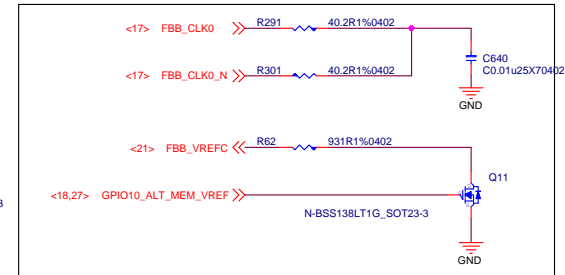 <17> FBB_CLK0 R291 40.2R1%0402
C640
C0.01u25X70402
<17> FBB_CLK0_N R301 40.2R1%0402
GND
<21> FBB_VREFC R62 931R1%0402
Q11
<18,27> GPIO10_ALT_MEM_VREF
N-BSS138LT1G_SOT23-3
GND